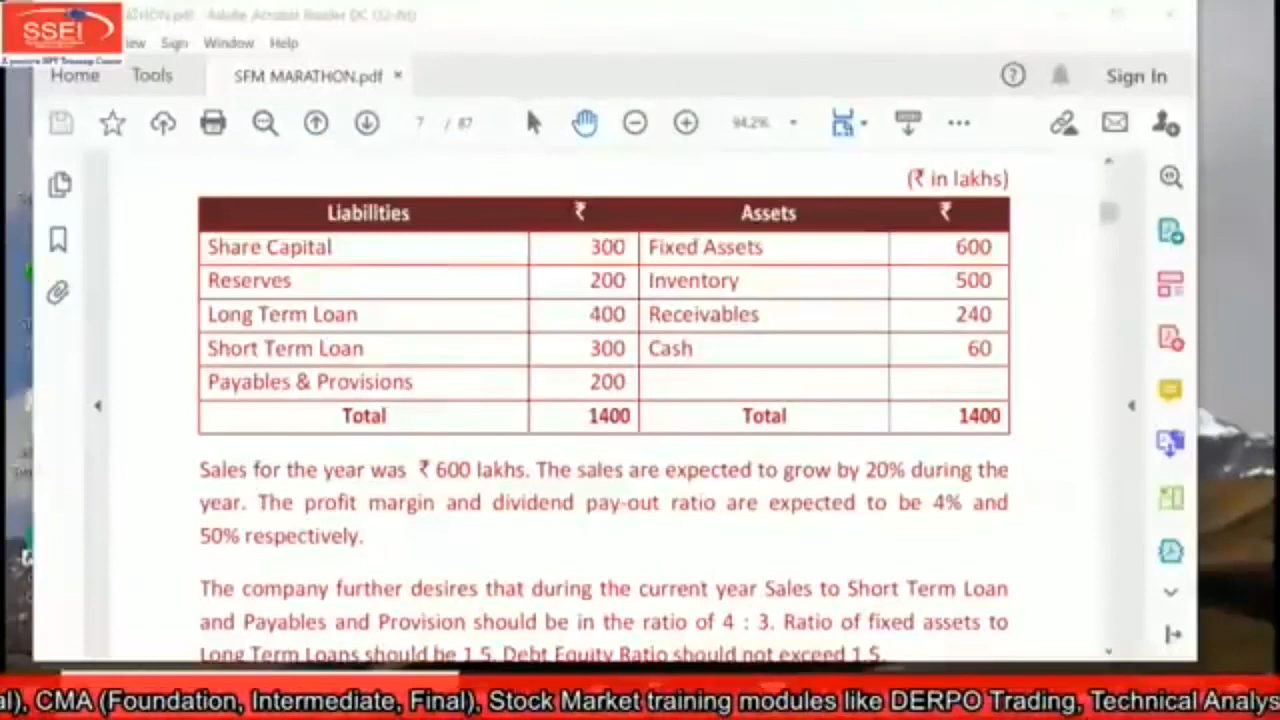 SSEI
ATHON.pdf - Adobe Acrobat Reader DC (32-bit)
iew Sign Window Help
Home Tools SFM MARATHON.pdf × Sign In
7 / 87 94.2%
(₹ in lakhs)
Liabilities ₹ Assets ₹
Share Capital 300 Fixed Assets 600
Reserves 200 Inventory 500
Long Term Loan 400 Receivables 240
Short Term Loan 300 Cash 60
Payables & Provisions 200
Total 1400 Total 1400
Sales for the year was ₹ 600 lakhs. The sales are expected to grow by 20% during the
year. The profit margin and dividend pay-out ratio are expected to be 4% and
50% respectively.
The company further desires that during the current year Sales to Short Term Loan
and Payables and Provision should be in the ratio of 4 : 3. Ratio of fixed assets to
Long Term Loans should be 1.5. Debt Equity Ratio should not exceed 1.5.
al), CMA (Foundation, Intermediate, Final), Stock Market training modules like DERPO Trading, Technical Analys